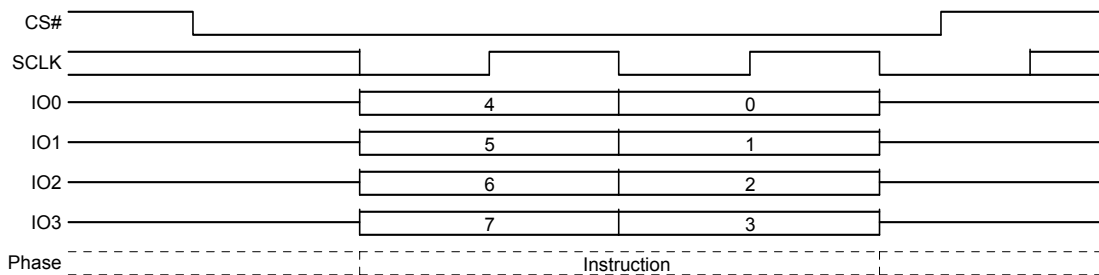 CS#
SCLK
IO0 4 0
IO1 5 1
IO2 6 2
IO3 7 3
Phase Instruction